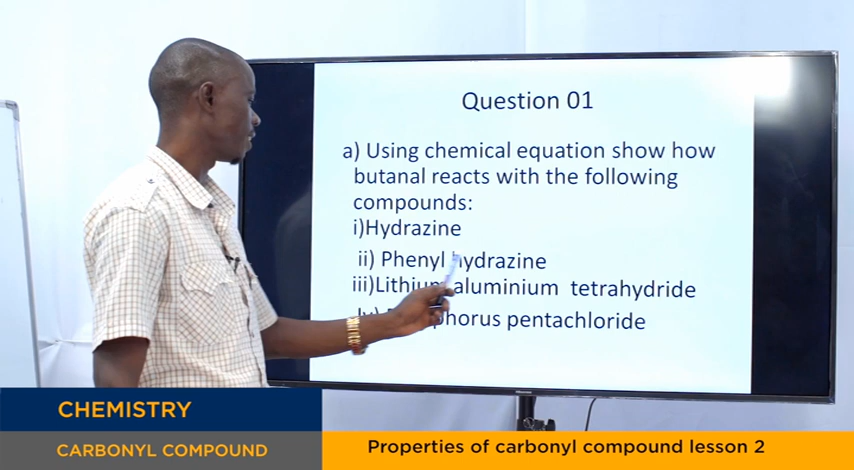 Question 01
a) Using chemical equation show how
butanal reacts with the following
compounds:
i)Hydrazine
ii) Phenyl hydrazine
iii)Lithium aluminium tetrahydride
pentachloride
CHEMISTRY
CARBONYL COMPOUND
Properties of carbonyl compound lesson 2